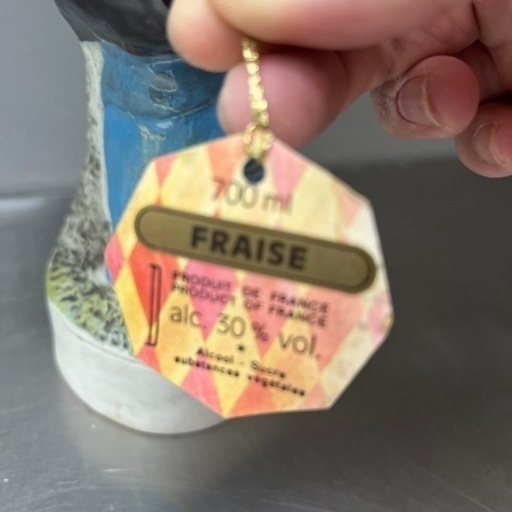 700 ml
FRAISE
PRODUIT DE FRANCE
PRODUCT OF FRANCE
alc. 30 % vol.
*
Alcool - Sucre
substances végétales